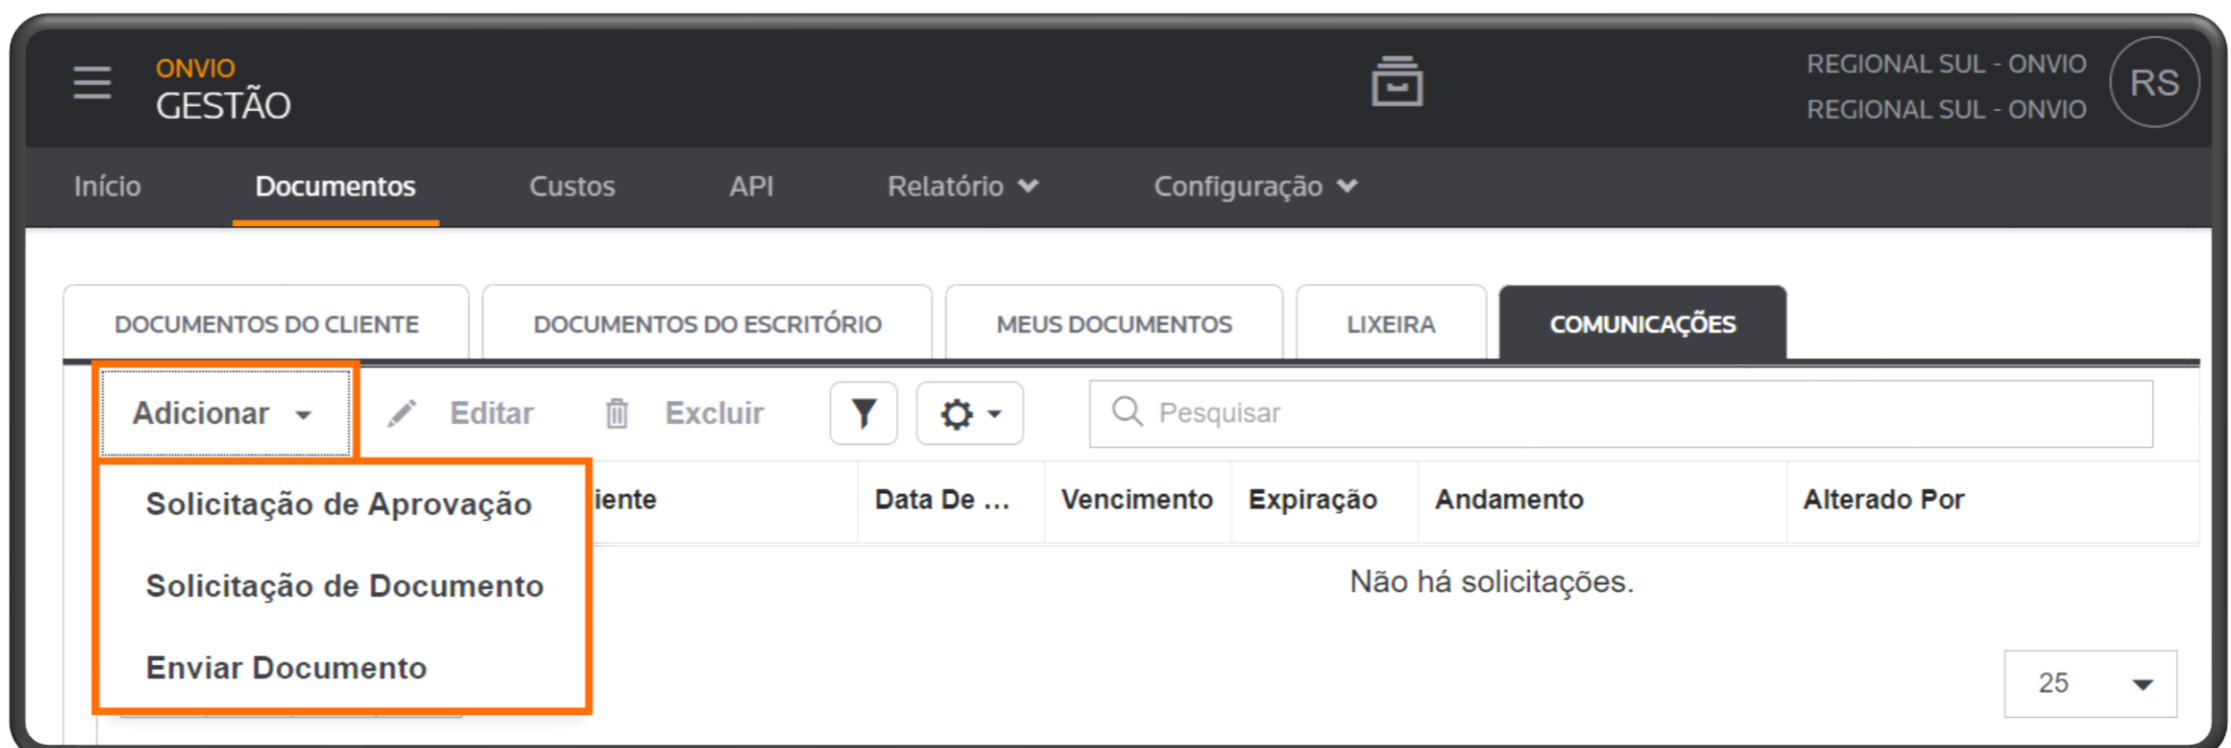 ONVIO
GESTÃO
REGIONAL SUL - ONVIO
REGIONAL SUL - ONVIO
RS
Início Documentos Custos API Relatório Configuração
DOCUMENTOS DO CLIENTE DOCUMENTOS DO ESCRITÓRIO MEUS DOCUMENTOS LIXEIRA COMUNICAÇÕES
Adicionar Editar Excluir Pesquisar
iente Data De ... Vencimento Expiração Andamento Alterado Por
Solicitação de Aprovação
Solicitação de Documento
Enviar Documento
Não há solicitações.
25